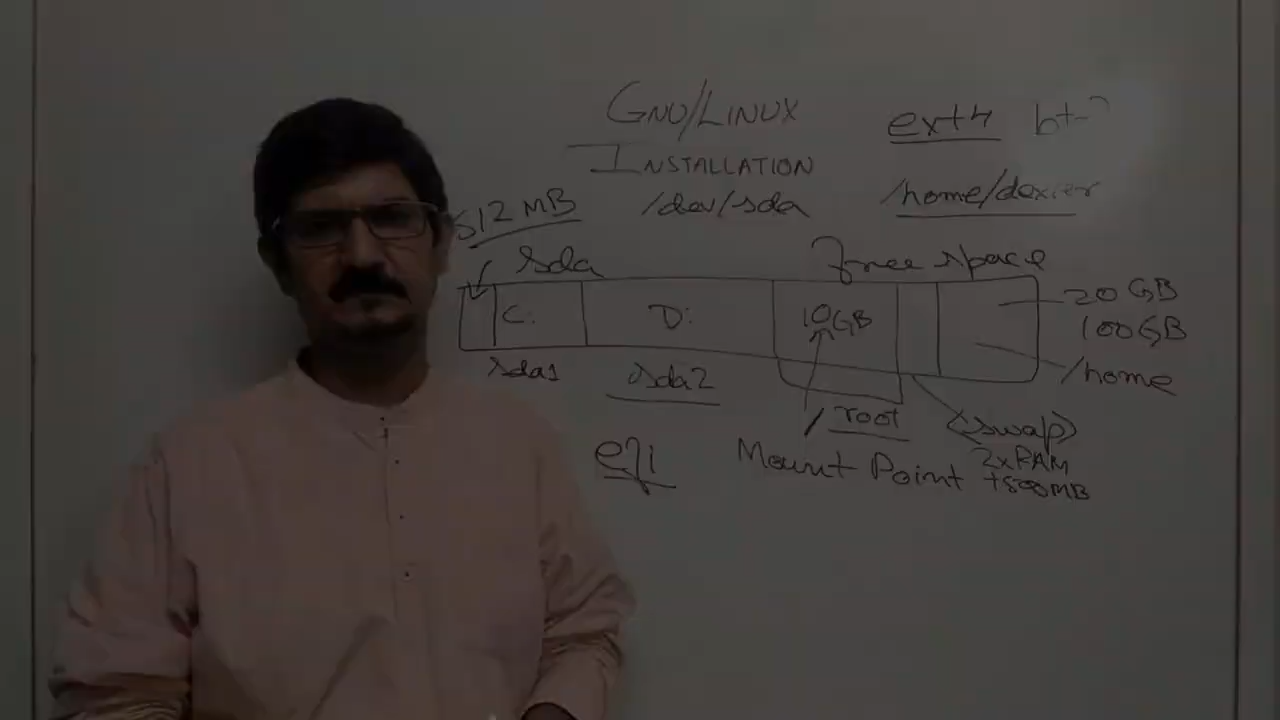 GNU/LINUX
INSTALLATION
/dev/sda
ext4
/home/dexter
512 MB
sda
Free space
C:
D:
10GB
20 GB
100GB
/home
sda1
sda2
/root
<swap>
2xRAM
+500MB
efi
Mount Point